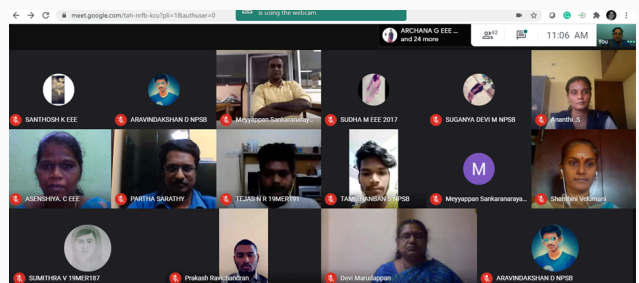 meet.google.com/tah-nrfb-kcu?pli=1&authuser=0
is using the webcam
ARCHANA G EEE ...
and 24 more
42
11:06 AM
You
SANTHOSH K EEE
ARAVINDAKSHAN D NPSB
Meyyappan Sankaranaray...
SUDHA M EEE 2017
SUGANYA DEVI M NPSB
Ananthi .S
ASENSHIYA. C EEE
PARTHA SARATHY
TEJAS N R 19MER191
TAMIZHANBAN S NPSB
M
Meyyappan Sankaranaraya...
Shanthini Velumani
SUMITHRA V 19MER187
Prakash Ravichandran
Devi Marudappan
ARAVINDAKSHAN D NPSB